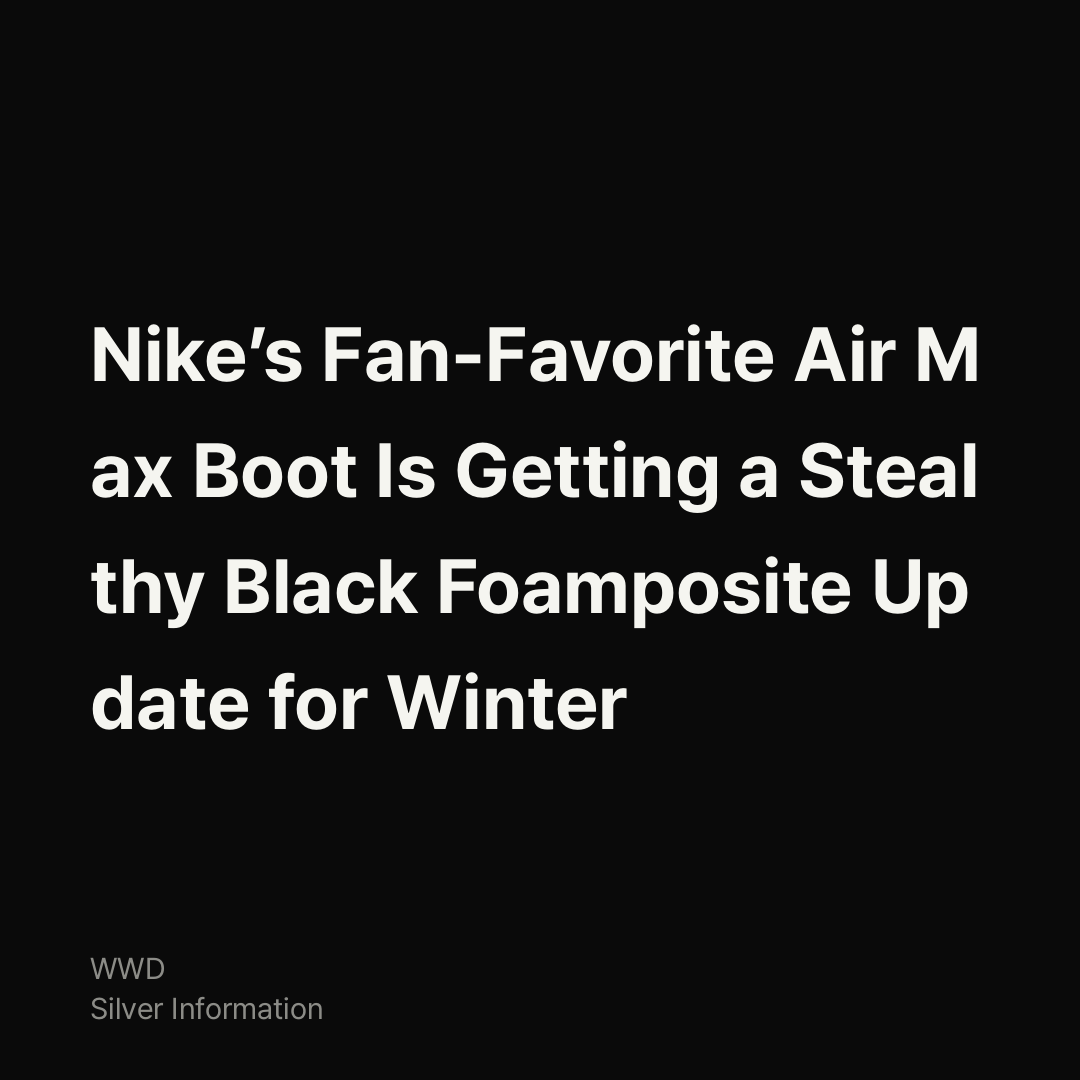 Nike’s Fan-Favorite Air M
ax Boot Is Getting a Steal
thy Black Foamposite Up
date for Winter
WWD
Silver Information